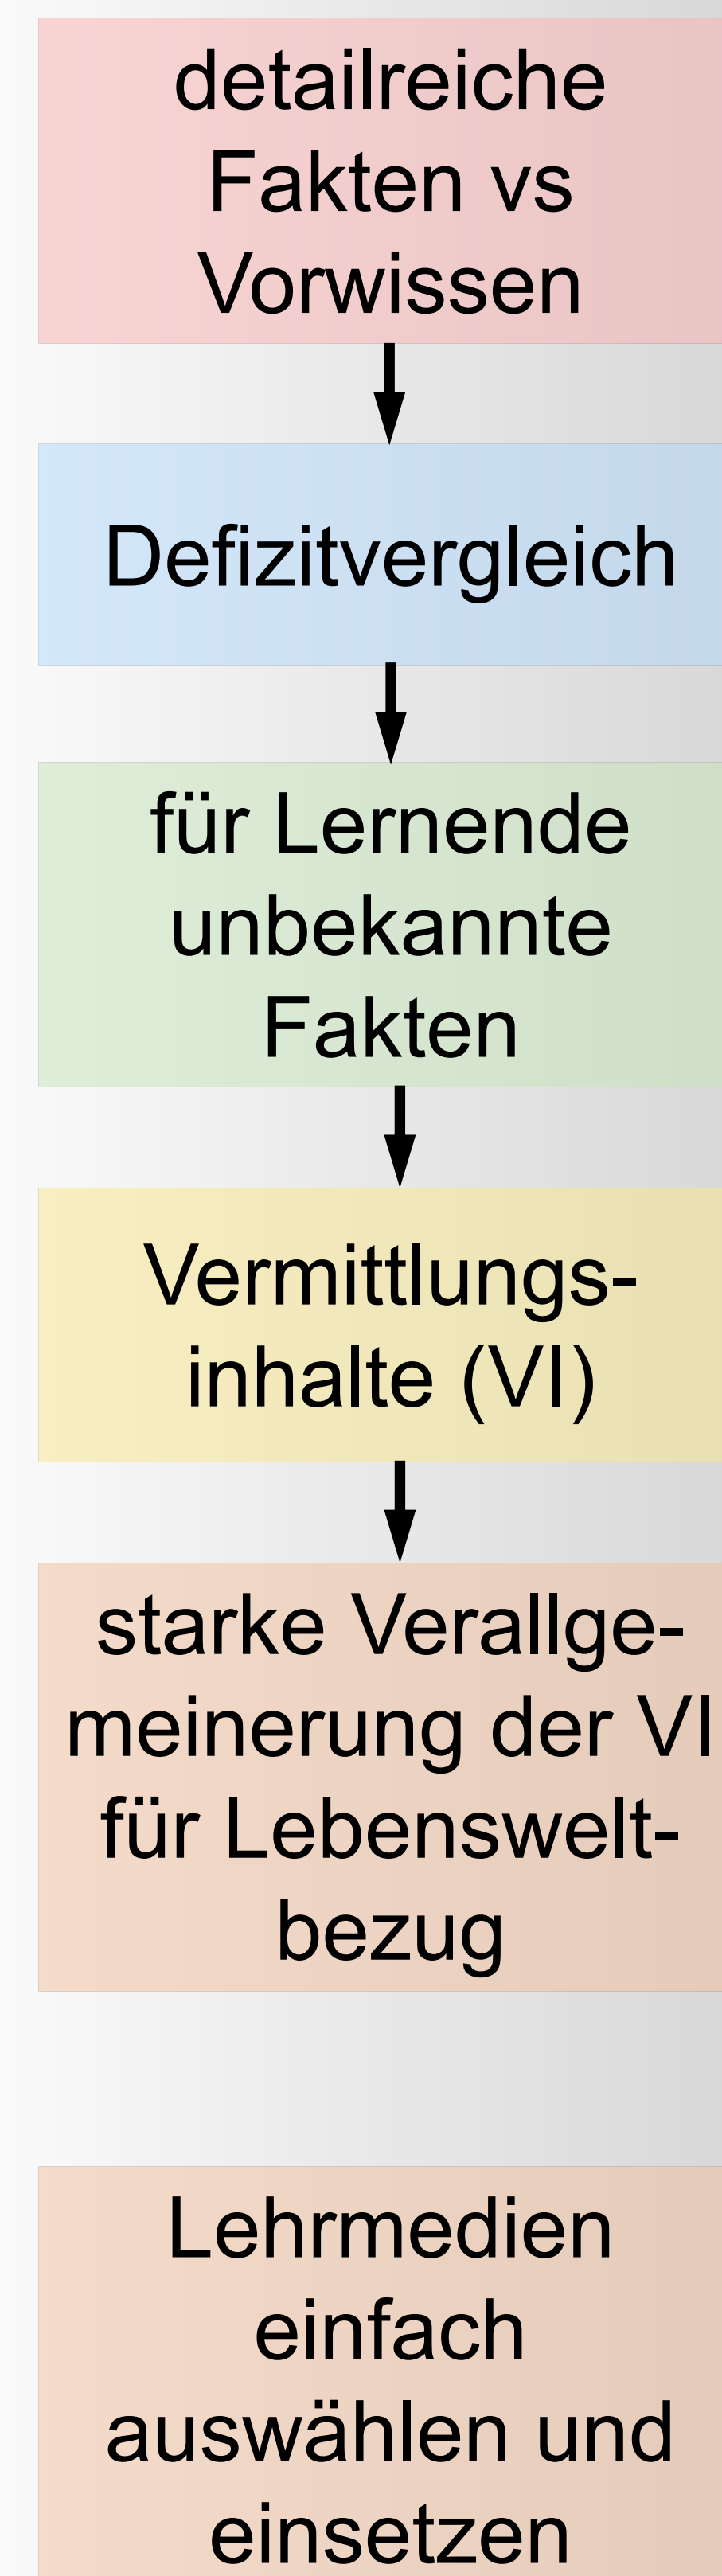 detailreiche
Fakten vs
Vorwissen
Defizitvergleich
für Lernende
unbekannte
Fakten
Vermittlungs-
inhalte (VI)
starke Verallge-
meinerung der VI
für Lebenswelt-
bezug
Lehrmedien
einfach
auswählen und
einsetzen